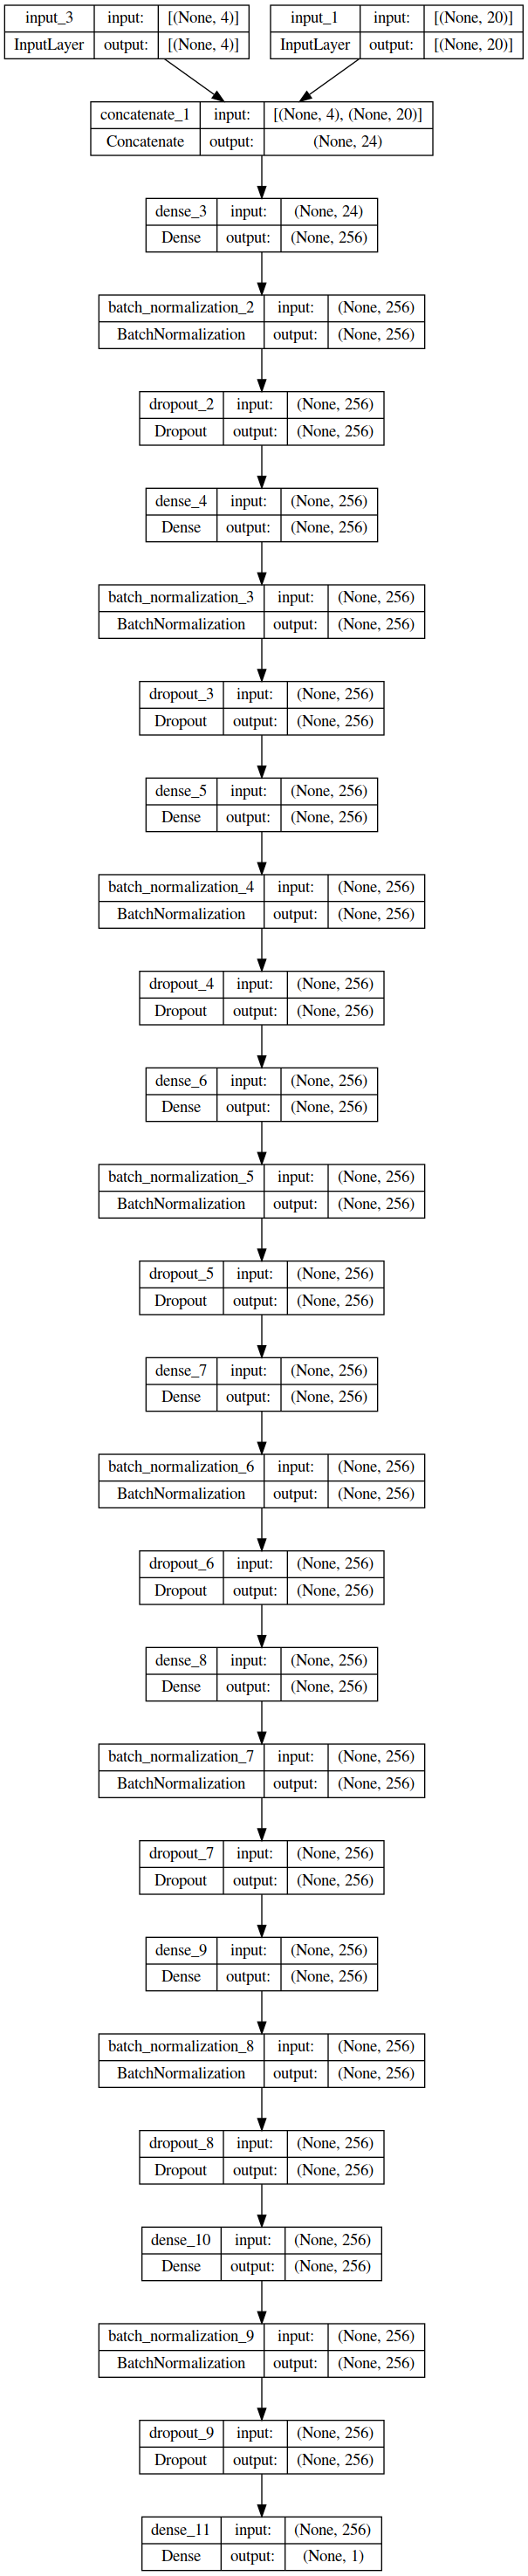 input_3 input: [(None, 4)] input_1 input: [(None, 20)]
InputLayer output: [(None, 4)] InputLayer output: [(None, 20)]
concatenate_1 input: [(None, 4), (None, 20)]
Concatenate output: (None, 24)
dense_3 input: (None, 24)
Dense output: (None, 256)
batch_normalization_2 input: (None, 256)
BatchNormalization output: (None, 256)
dropout_2 input: (None, 256)
Dropout output: (None, 256)
dense_4 input: (None, 256)
Dense output: (None, 256)
batch_normalization_3 input: (None, 256)
BatchNormalization output: (None, 256)
dropout_3 input: (None, 256)
Dropout output: (None, 256)
dense_5 input: (None, 256)
Dense output: (None, 256)
batch_normalization_4 input: (None, 256)
BatchNormalization output: (None, 256)
dropout_4 input: (None, 256)
Dropout output: (None, 256)
dense_6 input: (None, 256)
Dense output: (None, 256)
batch_normalization_5 input: (None, 256)
BatchNormalization output: (None, 256)
dropout_5 input: (None, 256)
Dropout output: (None, 256)
dense_7 input: (None, 256)
Dense output: (None, 256)
batch_normalization_6 input: (None, 256)
BatchNormalization output: (None, 256)
dropout_6 input: (None, 256)
Dropout output: (None, 256)
dense_8 input: (None, 256)
Dense output: (None, 256)
batch_normalization_7 input: (None, 256)
BatchNormalization output: (None, 256)
dropout_7 input: (None, 256)
Dropout output: (None, 256)
dense_9 input: (None, 256)
Dense output: (None, 256)
batch_normalization_8 input: (None, 256)
BatchNormalization output: (None, 256)
dropout_8 input: (None, 256)
Dropout output: (None, 256)
dense_10 input: (None, 256)
Dense output: (None, 256)
batch_normalization_9 input: (None, 256)
BatchNormalization output: (None, 256)
dropout_9 input: (None, 256)
Dropout output: (None, 256)
dense_11 input: (None, 256)
Dense output: (None, 1)